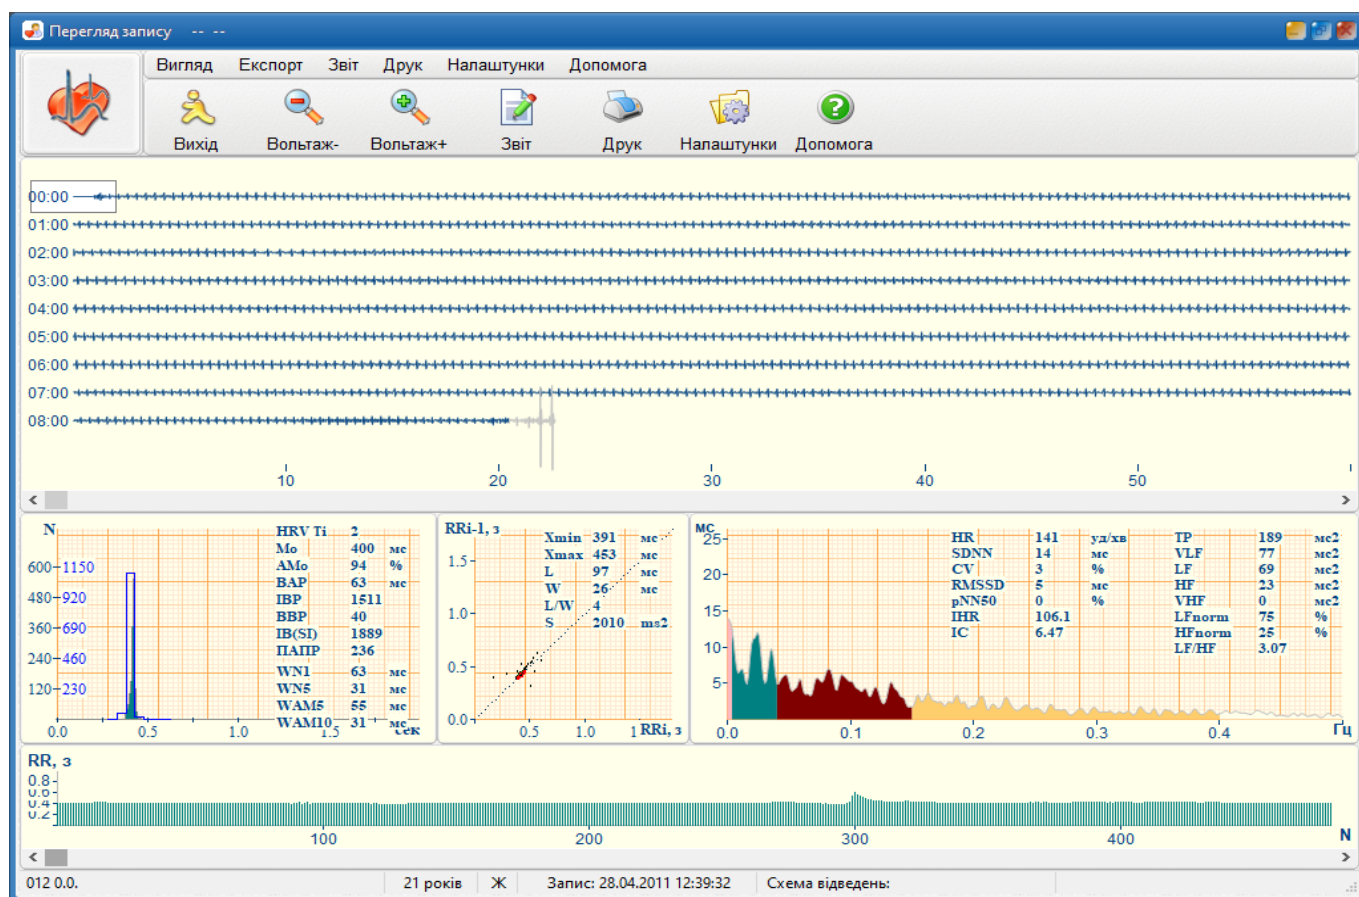 Перегляд запису -- --
Вигляд Експорт Звіт Друк Налаштунки Допомога
Вихід Вольтаж- Вольтаж+ Звіт Друк Налаштунки Допомога
00:00
01:00
02:00
03:00
04:00
05:00
06:00
07:00
08:00
10 20 30 40 50
N
600 1150
480 920
360 690
240 460
120 230
0.0 0.5 1.0 1.5 сек
HRV Ti 2
Mo 400 мс
AMo 94 %
ВАР 63 мс
ІВР 1511
ВВР 40
ІВ(SI) 1889
ПАПР 236
WN1 63 мс
WN5 31 мс
WAM5 55 мс
WAM10 31 мс
RRi-1, з
1.5
1.0
0.5
0.0
0.5 1.0 1 RRi, з
Xmin 391 мс
Xmax 453 мс
L 97 мс
W 26 мс
L/W 4
S 2010 ms2
мс
25
20
15
10
5
0.0 0.1 0.2 0.3 0.4 Гц
HR 141 уд/хв
SDNN 14 мс
CV 3 %
RMSSD 5 мс
pNN50 0 %
IHR 106.1
IC 6.47
TP 189 мс2
VLF 77 мс2
LF 69 мс2
HF 23 мс2
VHF 0 мс2
LFnorm 75 %
HFnorm 25 %
LF/HF 3.07
RR, з
0.8
0.6
0.4
0.2
100 200 300 400 N
012 0.0. 21 років Ж Запис: 28.04.2011 12:39:32 Схема відведень: